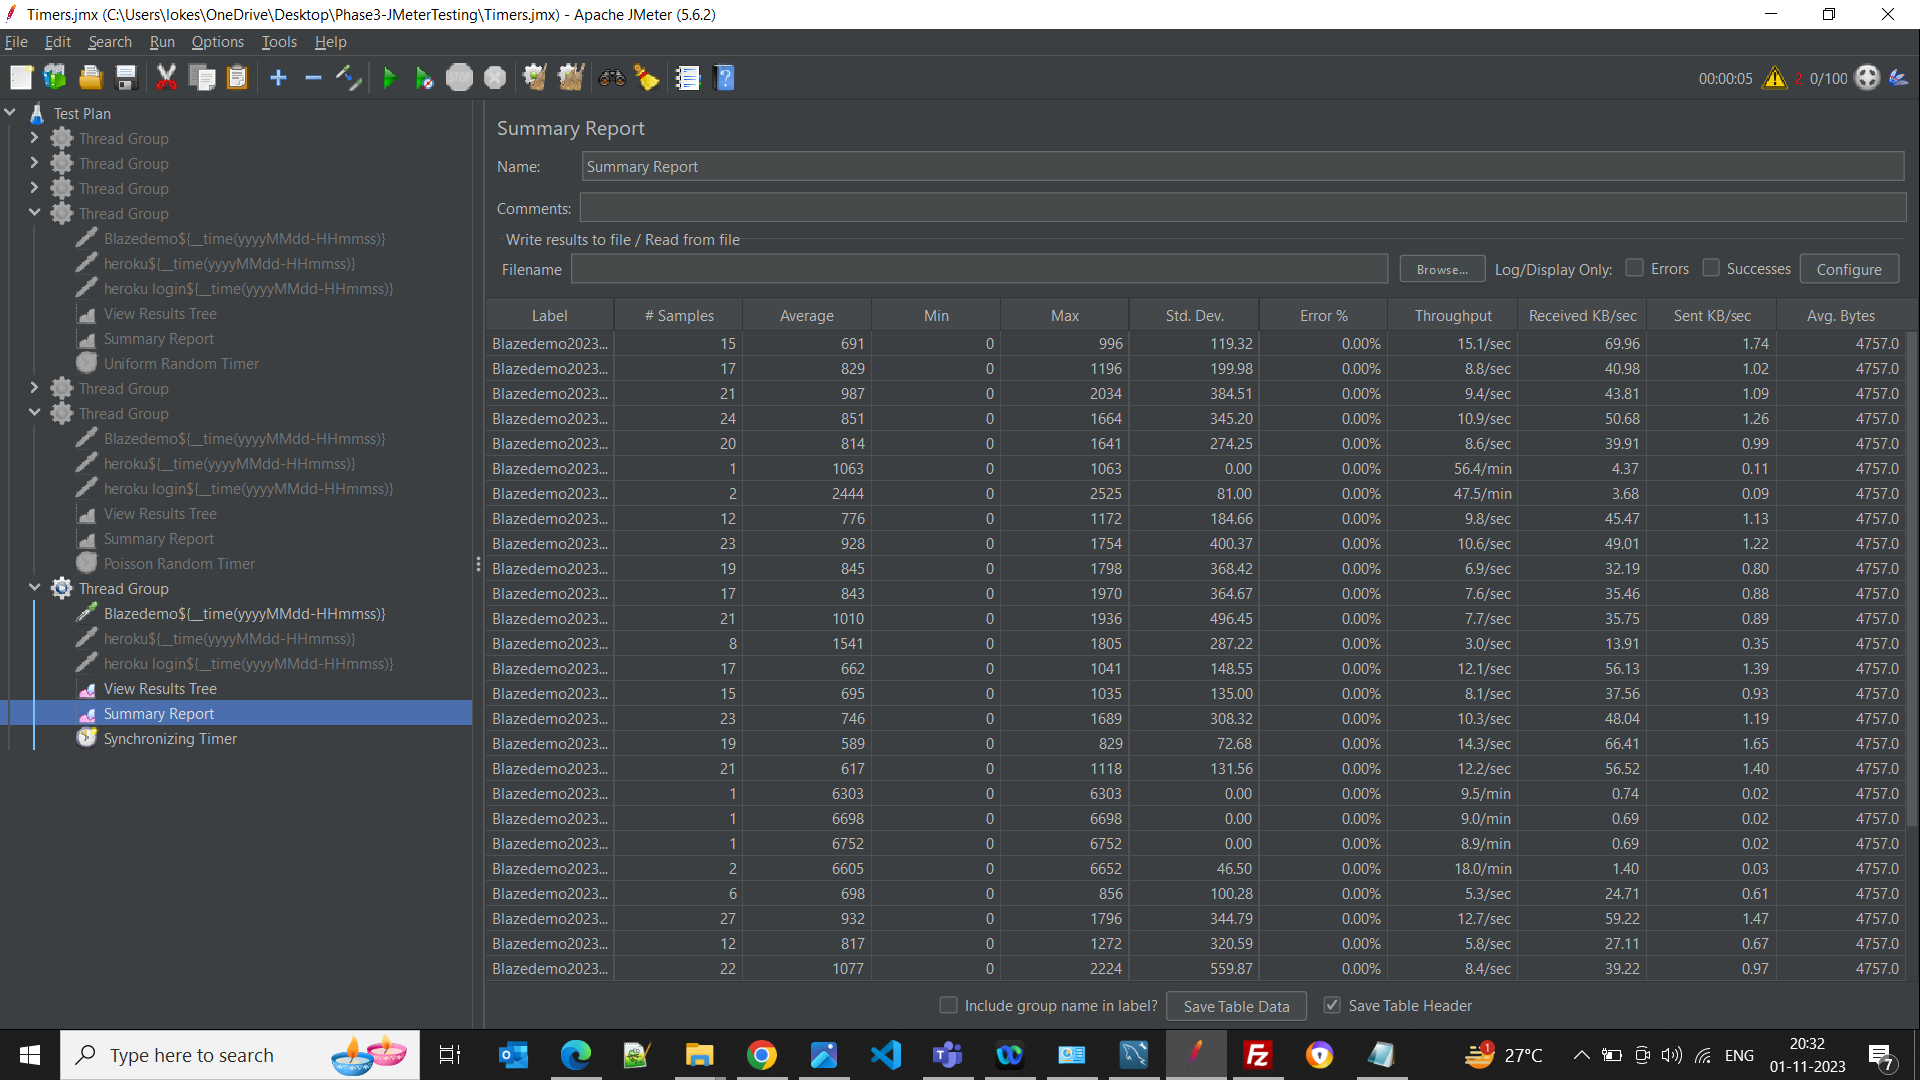 Timers.jmx (C:\Users\lokes\OneDrive\Desktop\Phase3-JMeterTesting\Timers.jmx) - Apache JMeter (5.6.2)
File Edit Search Run Options Tools Help
STOP
00:00:05 2 0/100
Test Plan
Thread Group
Thread Group
Thread Group
Thread Group
Blazedemo${__time(yyyyMMdd-HHmmss)}
heroku${__time(yyyyMMdd-HHmmss)}
heroku login${__time(yyyyMMdd-HHmmss)}
View Results Tree
Summary Report
Uniform Random Timer
Thread Group
Thread Group
Blazedemo${__time(yyyyMMdd-HHmmss)}
heroku${__time(yyyyMMdd-HHmmss)}
heroku login${__time(yyyyMMdd-HHmmss)}
View Results Tree
Summary Report
Poisson Random Timer
Thread Group
Blazedemo${__time(yyyyMMdd-HHmmss)}
heroku${__time(yyyyMMdd-HHmmss)}
heroku login${__time(yyyyMMdd-HHmmss)}
View Results Tree
Summary Report
Synchronizing Timer
Summary Report
Name: Summary Report
Comments:
Write results to file / Read from file
Filename Browse... Log/Display Only: Errors Successes Configure
Label # Samples Average Min Max Std. Dev. Error % Throughput Received KB/sec Sent KB/sec Avg. Bytes
Blazedemo2023... 15 691 0 996 119.32 0.00% 15.1/sec 69.96 1.74 4757.0
Blazedemo2023... 17 829 0 1196 199.98 0.00% 8.8/sec 40.98 1.02 4757.0
Blazedemo2023... 21 987 0 2034 384.51 0.00% 9.4/sec 43.81 1.09 4757.0
Blazedemo2023... 24 851 0 1664 345.20 0.00% 10.9/sec 50.68 1.26 4757.0
Blazedemo2023... 20 814 0 1641 274.25 0.00% 8.6/sec 39.91 0.99 4757.0
Blazedemo2023... 1 1063 0 1063 0.00 0.00% 56.4/min 4.37 0.11 4757.0
Blazedemo2023... 2 2444 0 2525 81.00 0.00% 47.5/min 3.68 0.09 4757.0
Blazedemo2023... 12 776 0 1172 184.66 0.00% 9.8/sec 45.47 1.13 4757.0
Blazedemo2023... 23 928 0 1754 400.37 0.00% 10.6/sec 49.01 1.22 4757.0
Blazedemo2023... 19 845 0 1798 368.42 0.00% 6.9/sec 32.19 0.80 4757.0
Blazedemo2023... 17 843 0 1970 364.67 0.00% 7.6/sec 35.46 0.88 4757.0
Blazedemo2023... 21 1010 0 1936 496.45 0.00% 7.7/sec 35.75 0.89 4757.0
Blazedemo2023... 8 1541 0 1805 287.22 0.00% 3.0/sec 13.91 0.35 4757.0
Blazedemo2023... 17 662 0 1041 148.55 0.00% 12.1/sec 56.13 1.39 4757.0
Blazedemo2023... 15 695 0 1035 135.00 0.00% 8.1/sec 37.56 0.93 4757.0
Blazedemo2023... 23 746 0 1689 308.32 0.00% 10.3/sec 48.04 1.19 4757.0
Blazedemo2023... 19 589 0 829 72.68 0.00% 14.3/sec 66.41 1.65 4757.0
Blazedemo2023... 21 617 0 1118 131.56 0.00% 12.2/sec 56.52 1.40 4757.0
Blazedemo2023... 1 6303 0 6303 0.00 0.00% 9.5/min 0.74 0.02 4757.0
Blazedemo2023... 1 6698 0 6698 0.00 0.00% 9.0/min 0.69 0.02 4757.0
Blazedemo2023... 1 6752 0 6752 0.00 0.00% 8.9/min 0.69 0.02 4757.0
Blazedemo2023... 2 6605 0 6652 46.50 0.00% 18.0/min 1.40 0.03 4757.0
Blazedemo2023... 6 698 0 856 100.28 0.00% 5.3/sec 24.71 0.61 4757.0
Blazedemo2023... 27 932 0 1796 344.79 0.00% 12.7/sec 59.22 1.47 4757.0
Blazedemo2023... 12 817 0 1272 320.59 0.00% 5.8/sec 27.11 0.67 4757.0
Blazedemo2023... 22 1077 0 2224 559.87 0.00% 8.4/sec 39.22 0.97 4757.0
Include group name in label? Save Table Data Save Table Header
Type here to search 1 27°C ENG 20:32
01-11-2023 7